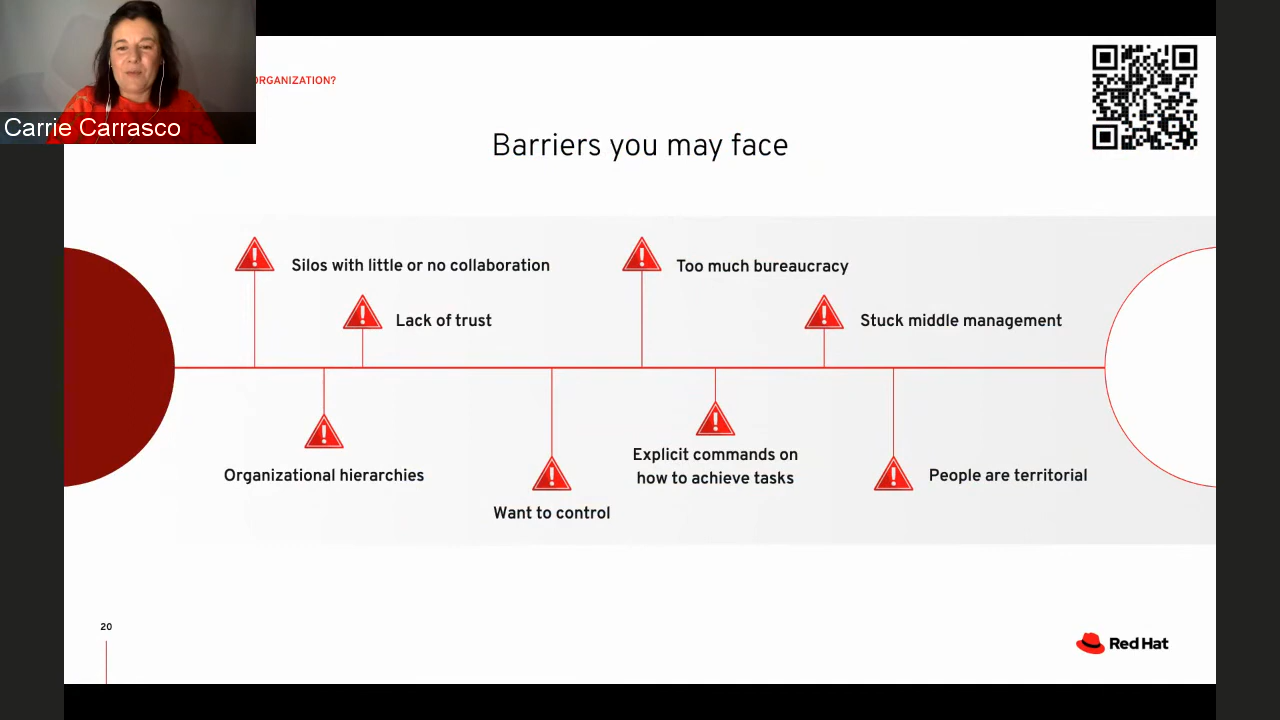 Carrie Carrasco
ORGANIZATION?
Barriers you may face
Silos with little or no collaboration
Too much bureaucracy
Lack of trust
Stuck middle management
Organizational hierarchies
Want to control
Explicit commands on
how to achieve tasks
People are territorial
20
Red Hat